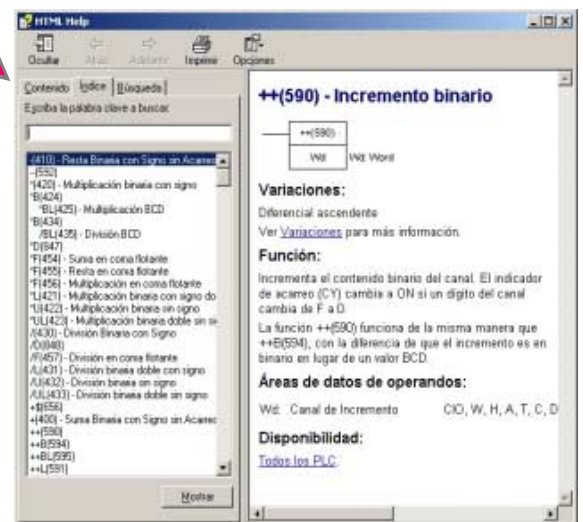 HTML Help
Ocultar Atrás Adelante Imprimir Opciones
Contenido Índice Búsqueda
Escriba la palabra clave a buscar:
-(410) - Resta Binaria con Signo sin Acarreo
--(592)
*(420) - Multiplicación binaria con signo
*B(424)
*BL(425) - Multiplicación BCD
*B(434)
/BL(435) - División BCD
*D(847)
*F(454) - Suma en coma flotante
*F(455) - Resta en coma flotante
*F(456) - Multiplicación en coma flotante
*L(421) - Multiplicación binaria con signo do
*U(422) - Multiplicación binaria sin signo
*UL(423) - Multiplicación binaria doble sin si
/(430) - División Binaria con Signo
/D(848)
/F(457) - División en coma flotante
/L(431) - División binaria doble con signo
/U(432) - División binaria sin signo
/UL(433) - División binaria doble sin signo
+$(656)
+(400) - Suma Binaria con Signo sin Acarreo
++(590)
++B(594)
++BL(595)
++L(591)
Mostrar
++(590) - Incremento binario
++(590)
Wd Wd: Word
Variaciones:
Diferencial ascendente
Ver Variaciones para más información.
Función:
Incrementa el contenido binario del canal. El indicador
de acarreo (CY) cambia a ON si un dígito del canal
cambia de F a 0.
La función ++(590) funciona de la misma manera que
++B(594), con la diferencia de que el incremento es en
binario en lugar de un valor BCD.
Áreas de datos de operandos:
Wd: Canal de Incremento CIO, W, H, A, T, C, D
Disponibilidad:
Todos los PLC.